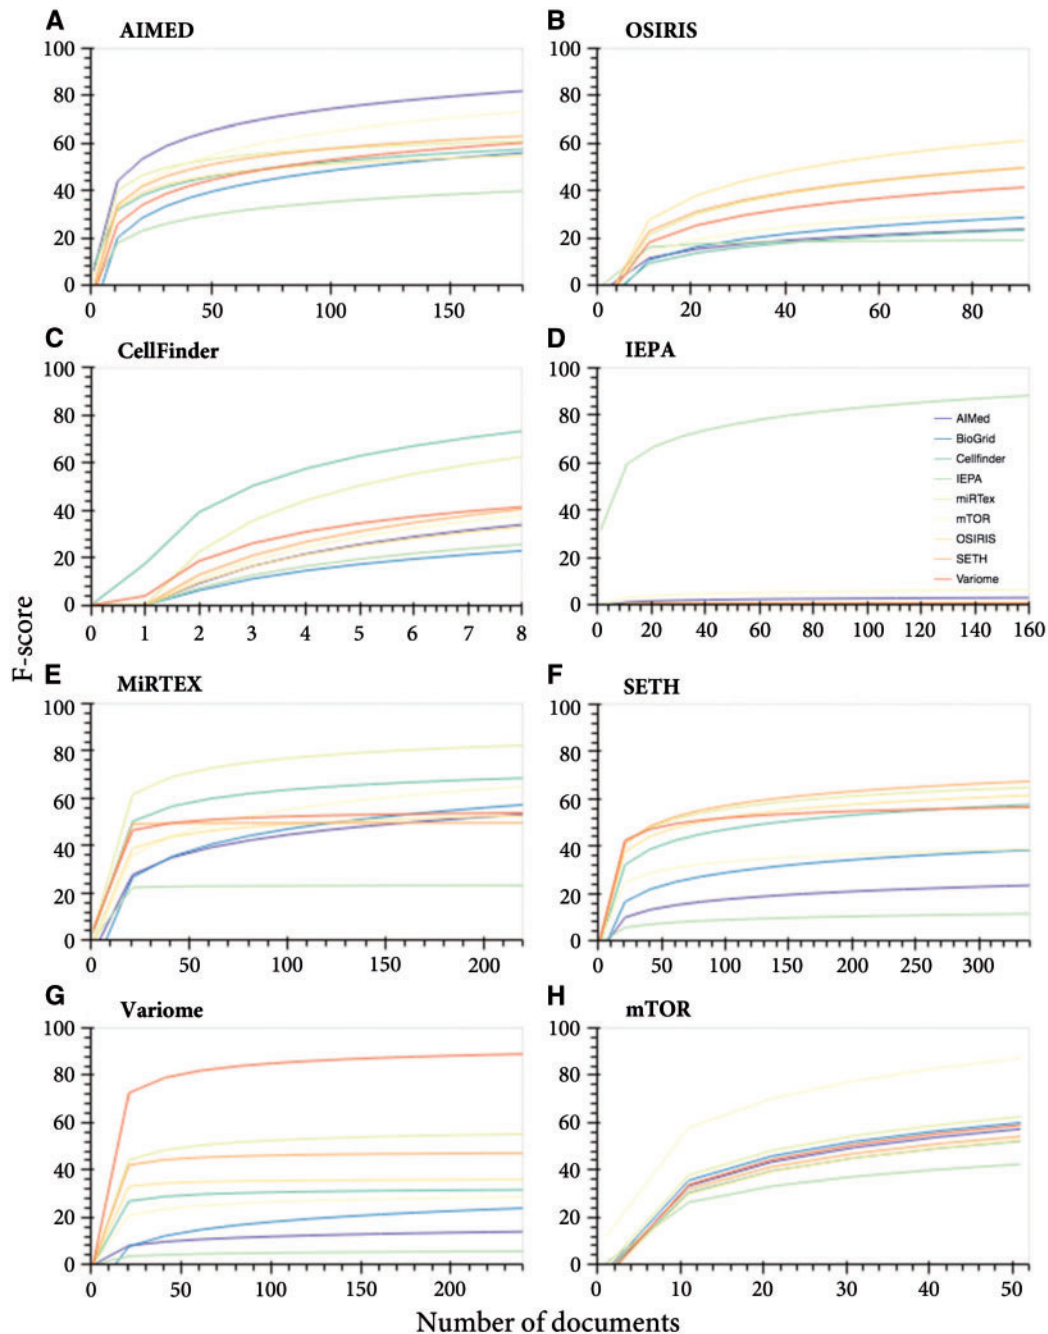 A AIMED
100
80
60
40
20
0
0 50 100 150
B OSIRIS
100
80
60
40
20
0
0 20 40 60 80
C CellFinder
100
80
60
40
20
0
0 1 2 3 4 5 6 7 8
D IEPA
100
80
60
40
20
0
0 20 40 60 80 100 120 140 160
AIMed
BioGrid
Cellfinder
IEPA
miRTex
mTOR
OSIRIS
SETH
Variome
F-score
E MiRTEX
100
80
60
40
20
0
0 50 100 150 200
F SETH
100
80
60
40
20
0
0 50 100 150 200 250 300
G Variome
100
80
60
40
20
0
0 50 100 150 200
H mTOR
100
80
60
40
20
0
0 10 20 30 40 50
Number of documents